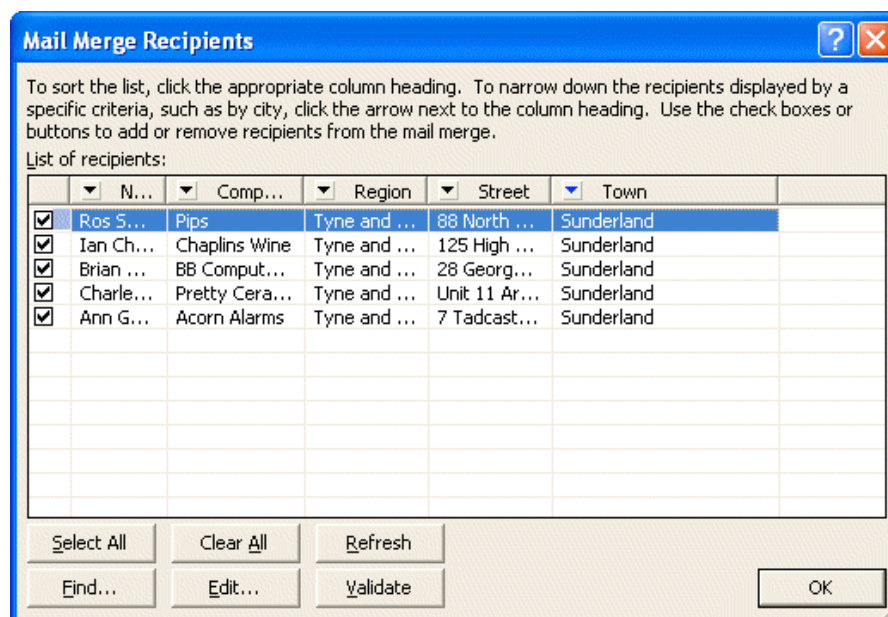 Mail Merge Recipients
To sort the list, click the appropriate column heading. To narrow down the recipients displayed by a
specific criteria, such as by city, click the arrow next to the column heading. Use the check boxes or
buttons to add or remove recipients from the mail merge.
List of recipients:
N... Comp... Region Street Town
Ros S... Pips Tyne and ... 88 North ... Sunderland
Ian Ch... Chaplins Wine Tyne and ... 125 High ... Sunderland
Brian ... BB Comput... Tyne and ... 28 Georg... Sunderland
Charle... Pretty Cera... Tyne and ... Unit 11 Ar... Sunderland
Ann G... Acorn Alarms Tyne and ... 7 Tadcast... Sunderland
Select All Clear All Refresh
Find... Edit... Validate OK